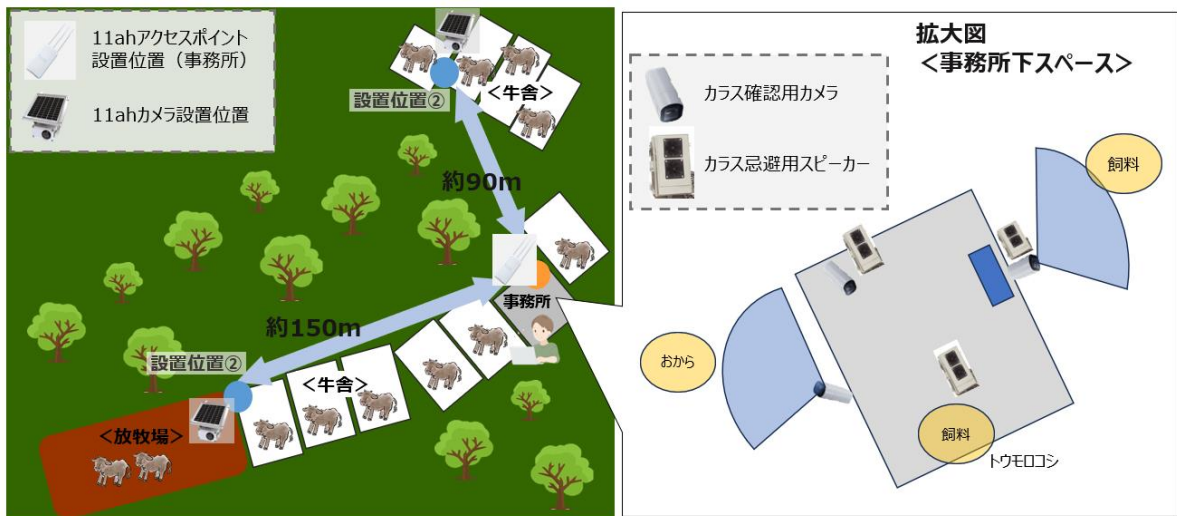 11ahアクセスポイント
設置位置（事務所）
11ahカメラ設置位置
設置位置②
＜牛舎＞
約90m
事務所
約150m
設置位置②
＜牛舎＞
＜放牧場＞
拡大図
＜事務所下スペース＞
カラス確認用カメラ
カラス忌避用スピーカー
飼料
おから
飼料
トウモロコシ